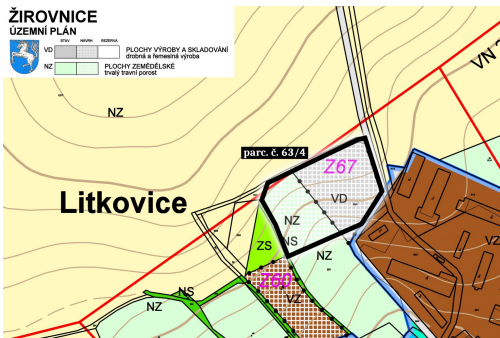 ŽIROVNICE
ÚZEMNÍ PLÁN
STAV NÁVRH REZERVA
VD PLOCHY VÝROBY A SKLADOVÁNÍ
drobná a řemeslná výroba
NZ PLOCHY ZEMĚDĚLSKÉ
trvalý travní porost
VN
NZ
parc. č. 63/4
Z67
Litkovice
VD
NZ
ZS
NS
NZ
VZ
Z60
NS
VZ
NZ